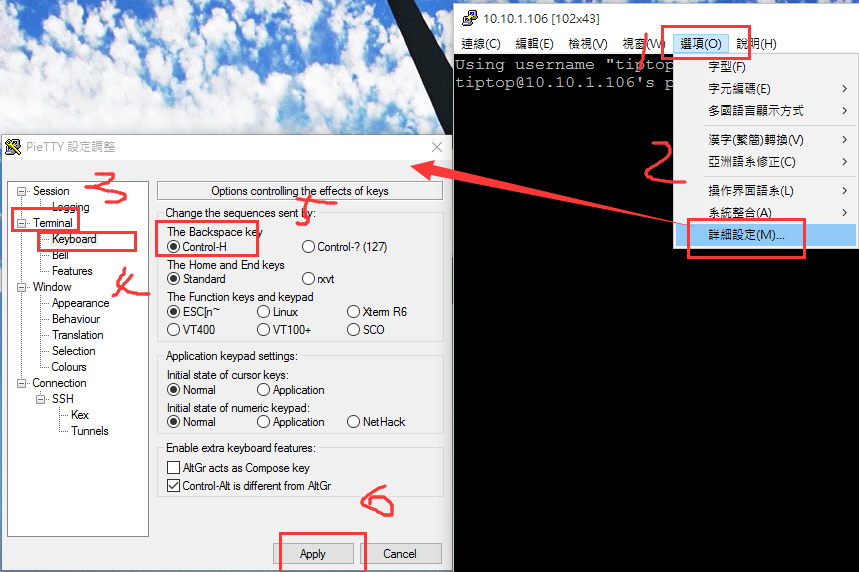 10.10.1.106 [102x43]
連線(C) 編輯(E) 檢視(V) 視窗(W) 選項(O) 說明(H)
1
Using username "tiptop
tiptop@10.10.1.106's p
字型(F)
字元編碼(E)
多國語言顯示方式
漢字(繁簡)轉換(V)
亞洲語系修正(C)
2
操作界面語系(L)
系統整合(A)
詳細設定(M)...
PieTTY 設定調整
3
Session
Logging
Terminal
Keyboard
Bell
Features
4
Window
Appearance
Behaviour
Translation
Selection
Colours
Connection
SSH
Kex
Tunnels
Options controlling the effects of keys
5
Change the sequences sent by:
The Backspace key
Control-H Control-? (127)
The Home and End keys
Standard rxvt
The Function keys and keypad
ESC[n~ Linux Xterm R6
VT400 VT100+ SCO
Application keypad settings:
Initial state of cursor keys:
Normal Application
Initial state of numeric keypad:
Normal Application NetHack
Enable extra keyboard features:
AltGr acts as Compose key
Control-Alt is different from AltGr
6
Apply Cancel